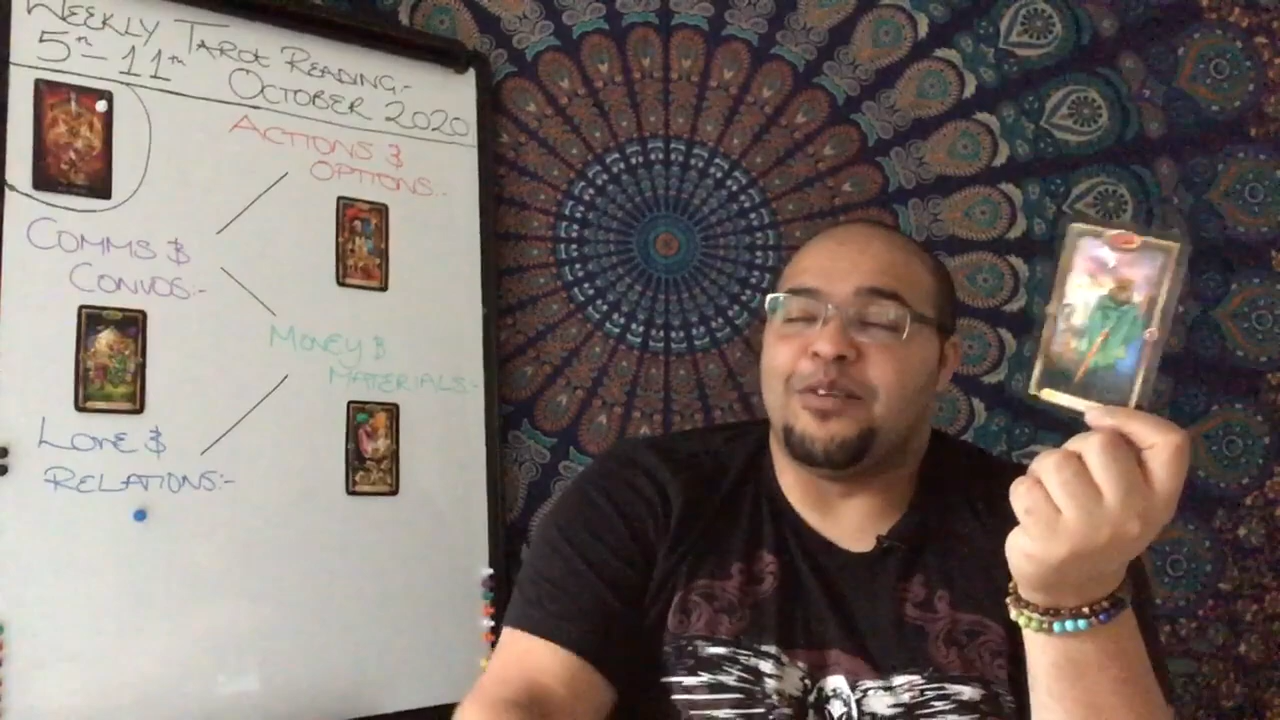 WEEKLY TAROT READING:-
5th – 11th OCTOBER 2020
ACTIONS &
OPTIONS:-
COMMS &
CONVOS:-
MONEY &
MATERIALS:-
LOVE &
RELATIONS:-